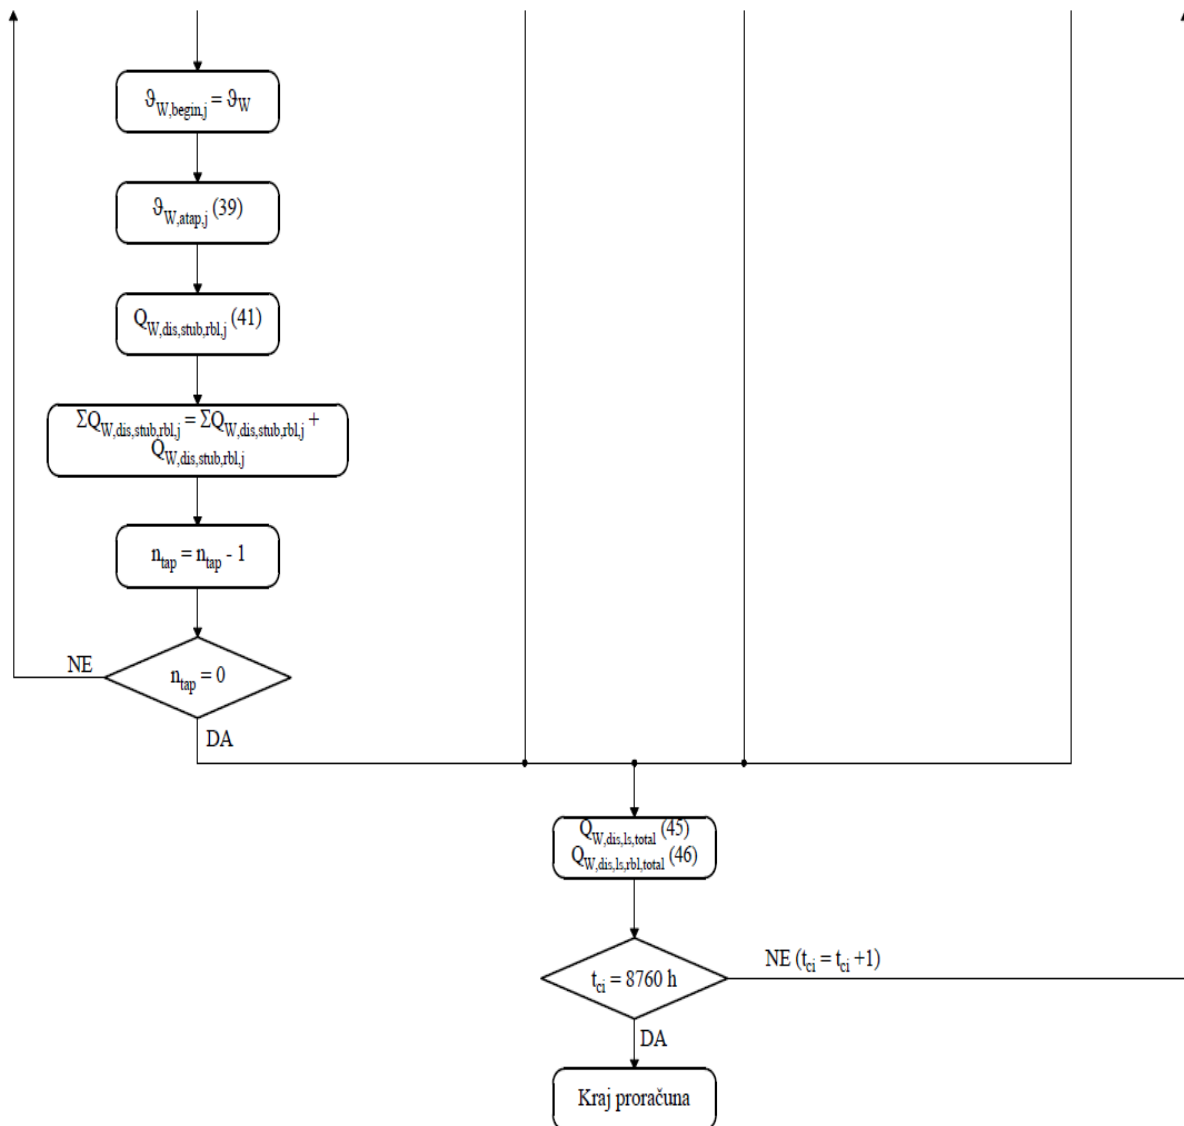 ϑW,begin,j = ϑW
ϑW,atap,j (39)
QW,dis,stub,rbl,j (41)
ΣQW,dis,stub,rbl,j = ΣQW,dis,stub,rbl,j +
QW,dis,stub,rbl,j
ntap = ntap - 1
NE
ntap = 0
DA
QW,dis,ls,total (45)
QW,dis,ls,rbl,total (46)
NE (tci = tci +1)
tci = 8760 h
DA
Kraj proračuna